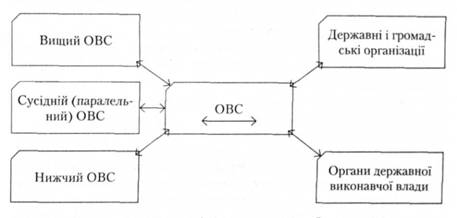 Вищий ОВС
Сусідній (паралель-
ний) ОВС
Нижчий ОВС
ОВС
Державні і громад-
ські організації
Органи державної
виконавчої влади